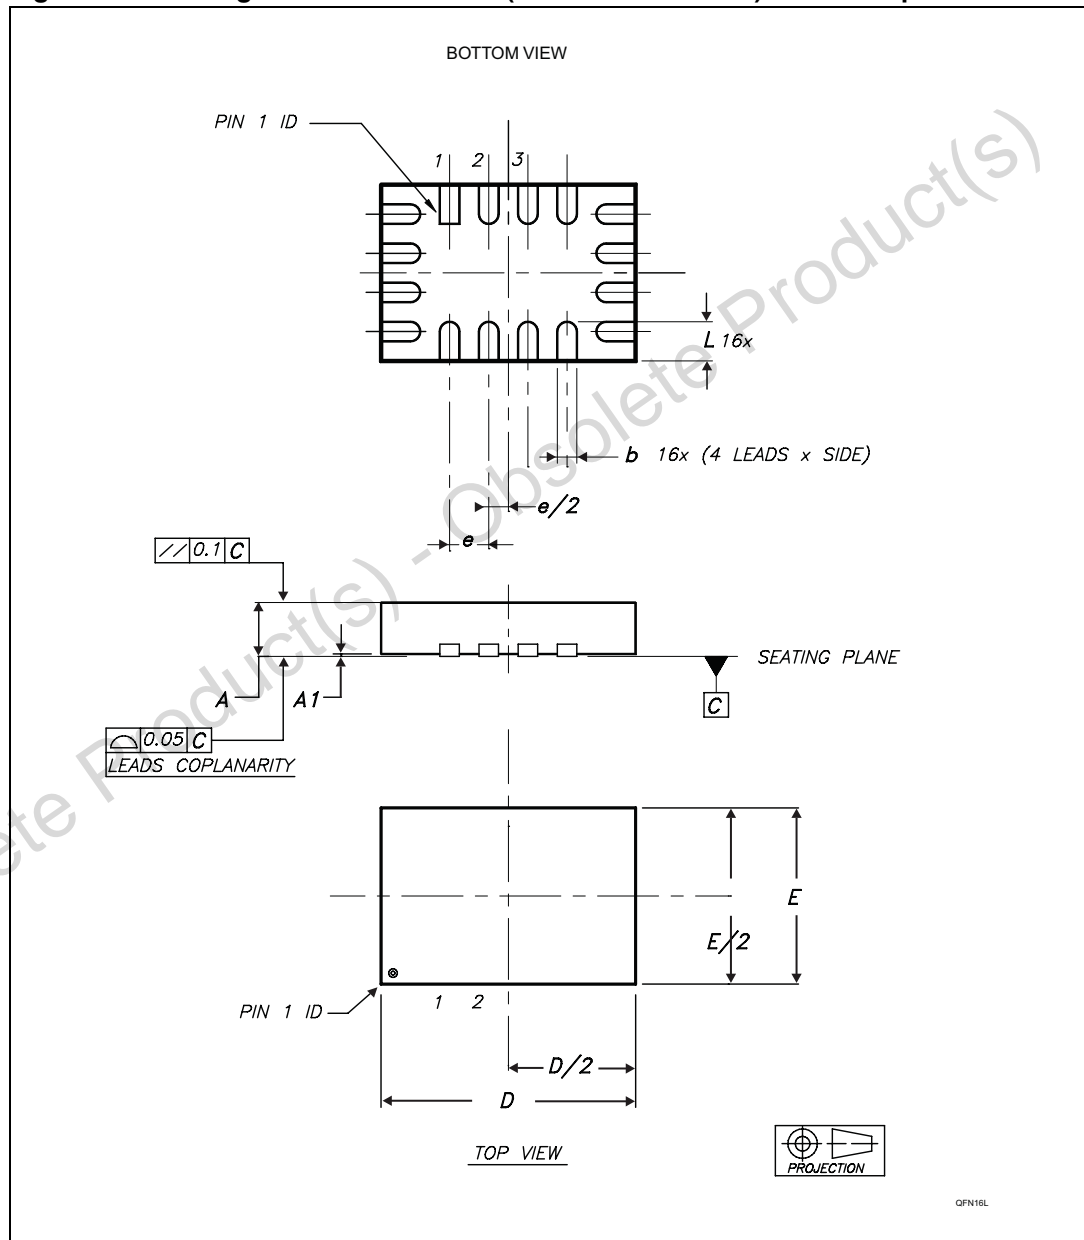 BOTTOM VIEW
PIN 1 ID
1 2 3
L 16x
b 16x (4 LEADS x SIDE)
e/2
e
// 0.1 C
SEATING PLANE
A A1
C
0.05 C
LEADS COPLANARITY
E
E/2
PIN 1 ID
1 2
D/2
D
TOP VIEW
PROJECTION
QFN16L
Product(s) - Obsolete Product(s)